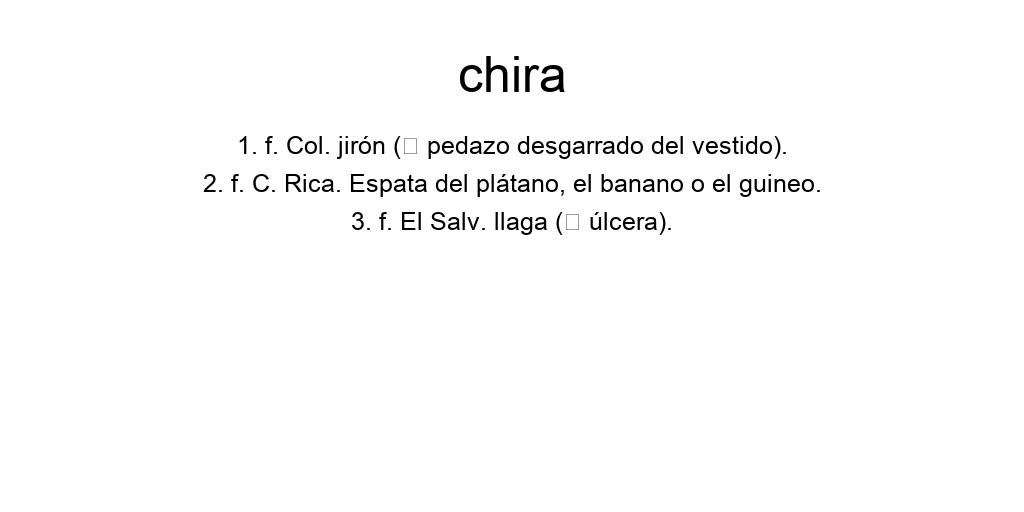 chira
1. f. Col. jirón (□ pedazo desgarrado del vestido).
2. f. C. Rica. Espata del plátano, el banano o el guineo.
3. f. El Salv. llaga (□ úlcera).